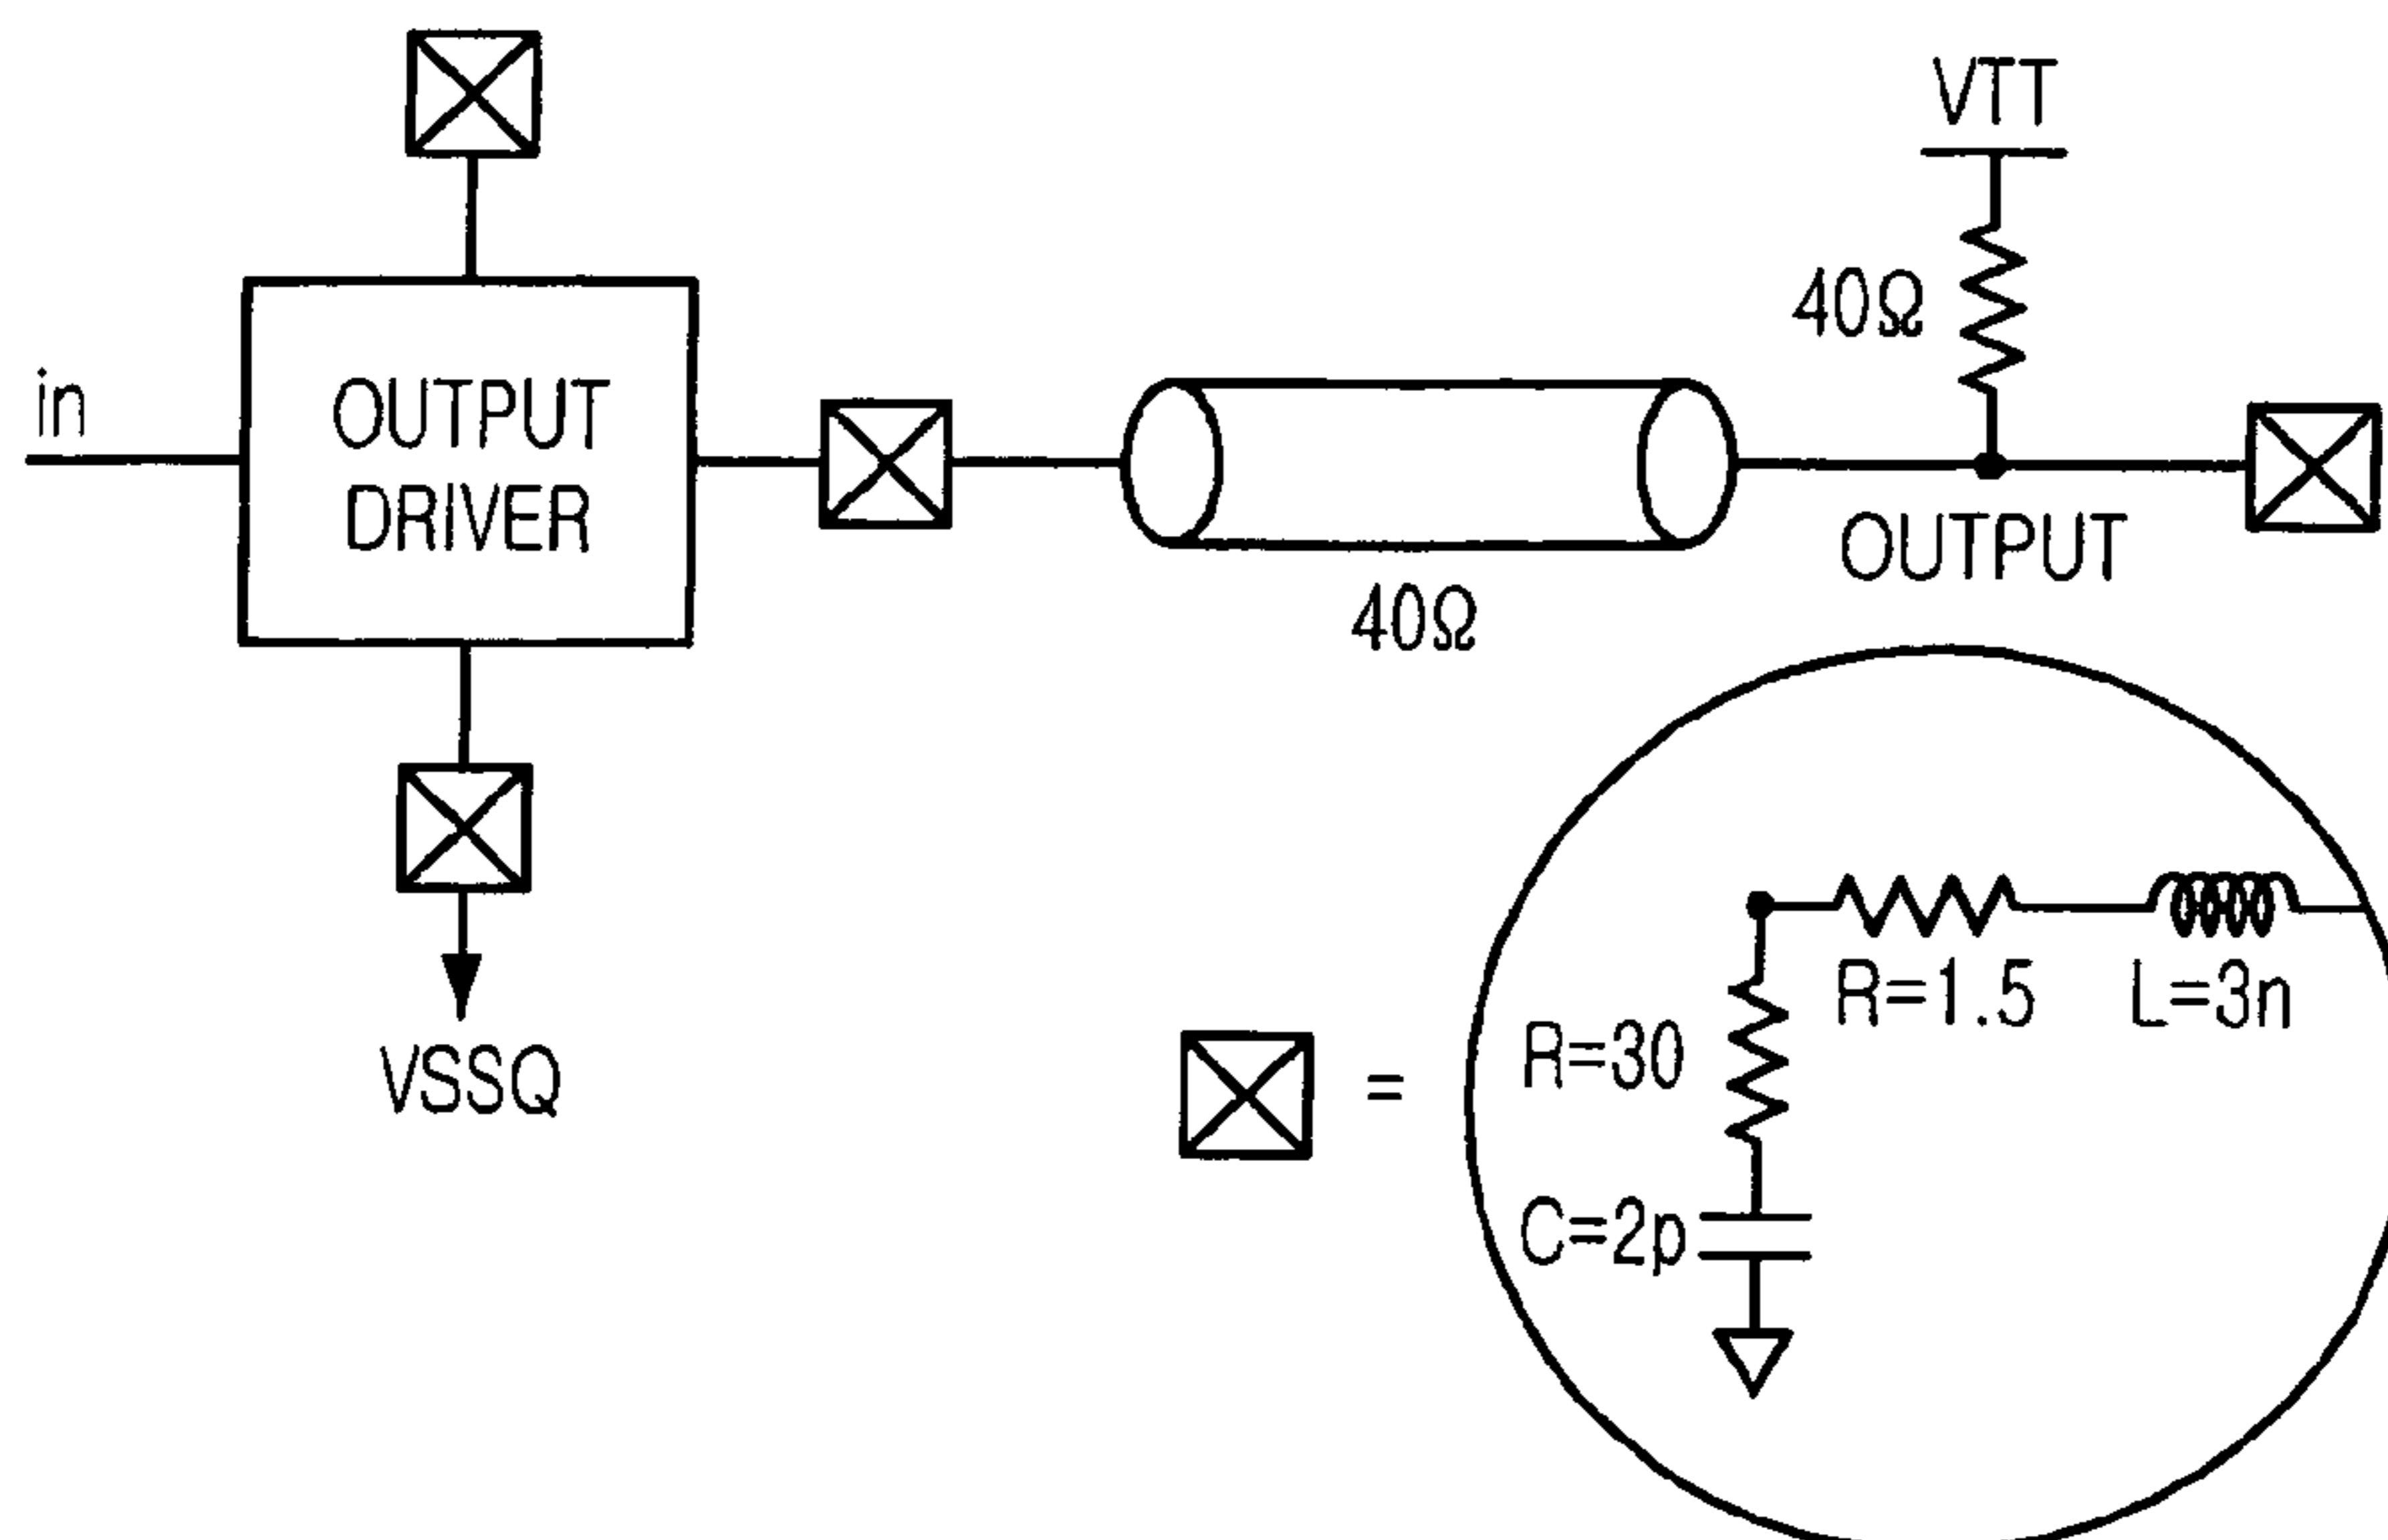 VTT
40Ω
in
OUTPUT
DRIVER
OUTPUT
40Ω
R=1.5
L=3n
R=30
VSSQ
=
C=2p